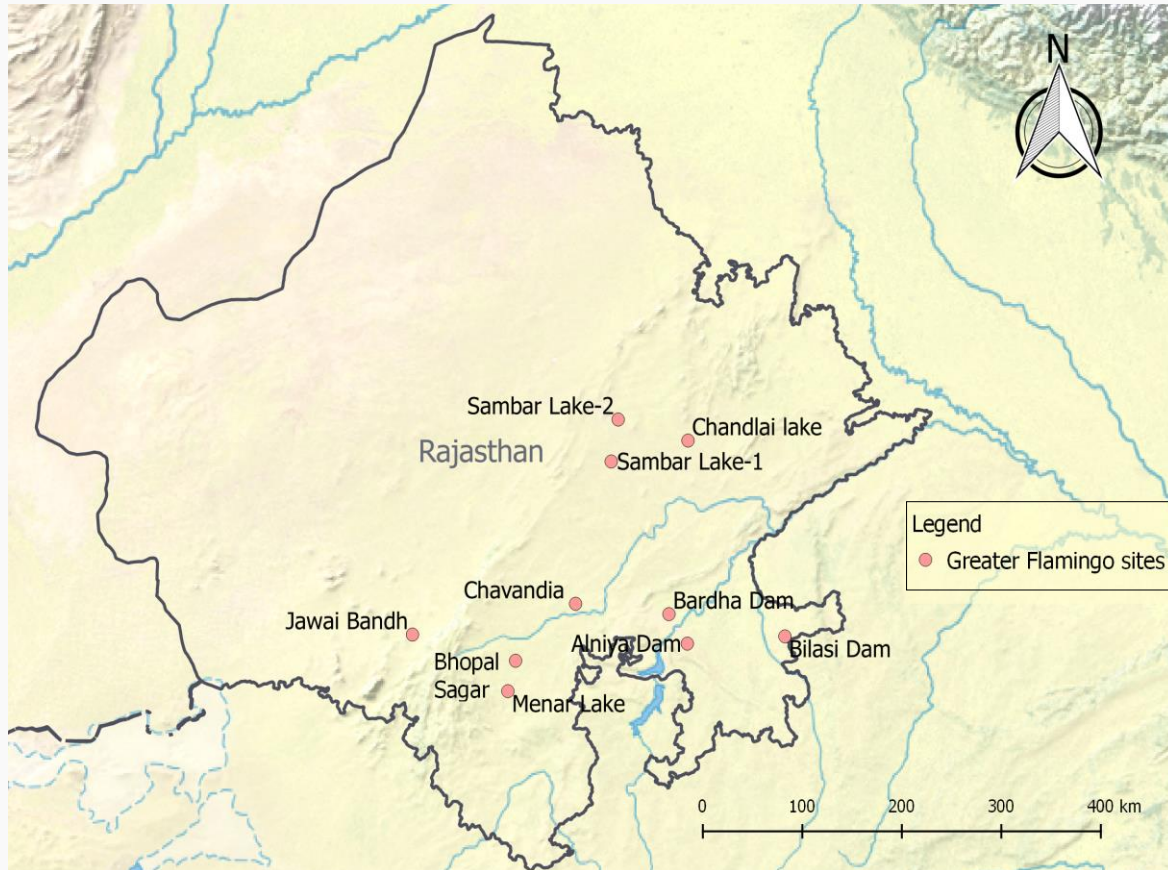 N
Sambar Lake-2
Chandlai lake
Rajasthan
Sambar Lake-1
Legend
Greater Flamingo sites
Chavandia
Bardha Dam
Jawai Bandh
Alniya Dam
Bilasi Dam
Bhopal
Sagar
Menar Lake
0 100 200 300 400 km